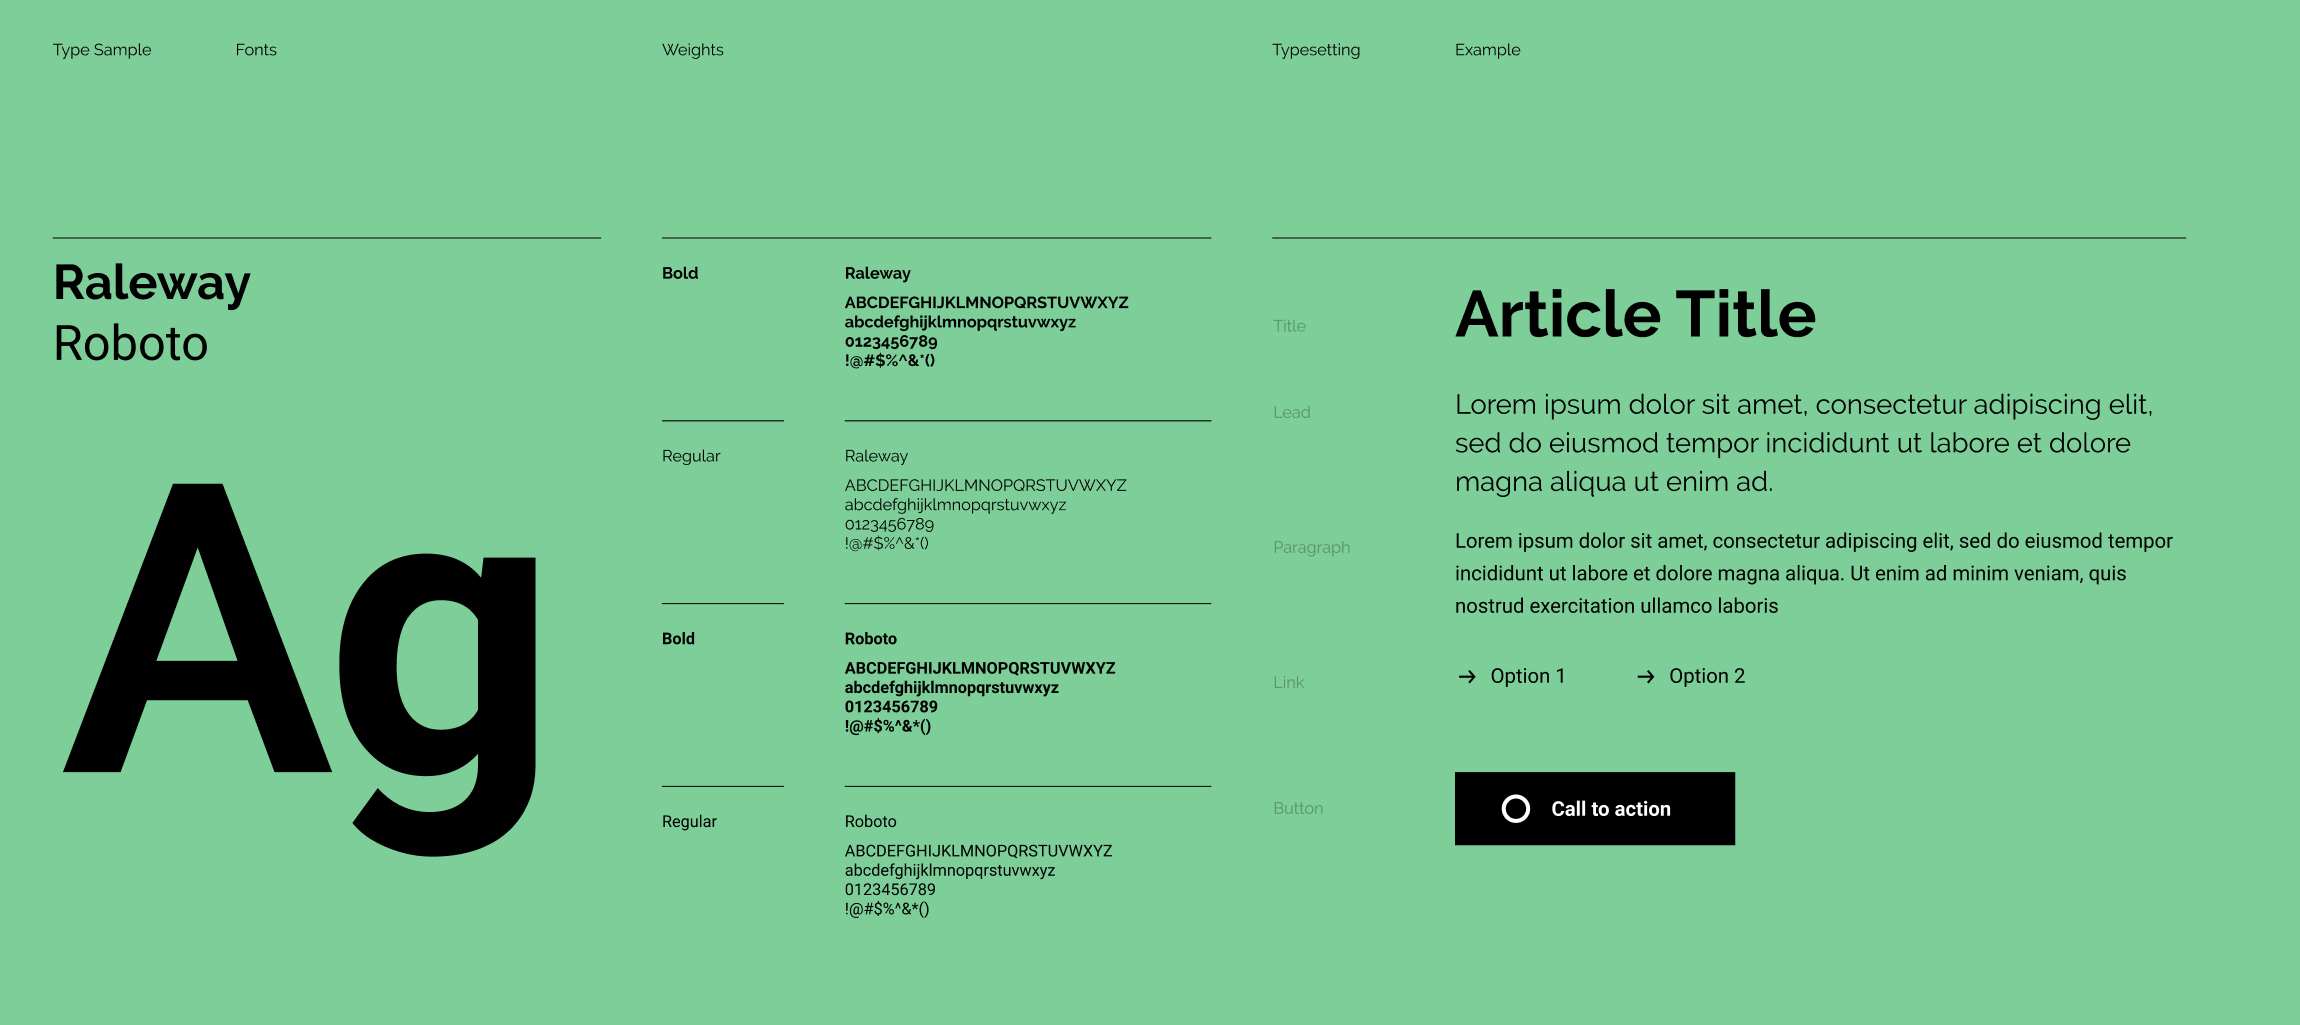 Type Sample
Fonts
Weights
Typesetting
Example
Raleway
Roboto
Ag
Bold
Raleway
ABCDEFGHIJKLMNOPQRSTUVWXYZ
abcdefghijklmnopqrstuvwxyz
0123456789
!@#$%^&*()
Regular
Raleway
ABCDEFGHIJKLMNOPQRSTUVWXYZ
abcdefghijklmnopqrstuvwxyz
0123456789
!@#$%^&*()
Bold
Roboto
ABCDEFGHIJKLMNOPQRSTUVWXYZ
abcdefghijklmnopqrstuvwxyz
0123456789
!@#$%^&*()
Regular
Roboto
ABCDEFGHIJKLMNOPQRSTUVWXYZ
abcdefghijklmnopqrstuvwxyz
0123456789
!@#$%^&*()
Title
Article Title
Lead
Lorem ipsum dolor sit amet, consectetur adipiscing elit,
sed do eiusmod tempor incididunt ut labore et dolore
magna aliqua ut enim ad.
Paragraph
Lorem ipsum dolor sit amet, consectetur adipiscing elit, sed do eiusmod tempor
incididunt ut labore et dolore magna aliqua. Ut enim ad minim veniam, quis
nostrud exercitation ullamco laboris
Link
→ Option 1
→ Option 2
Button
Call to action